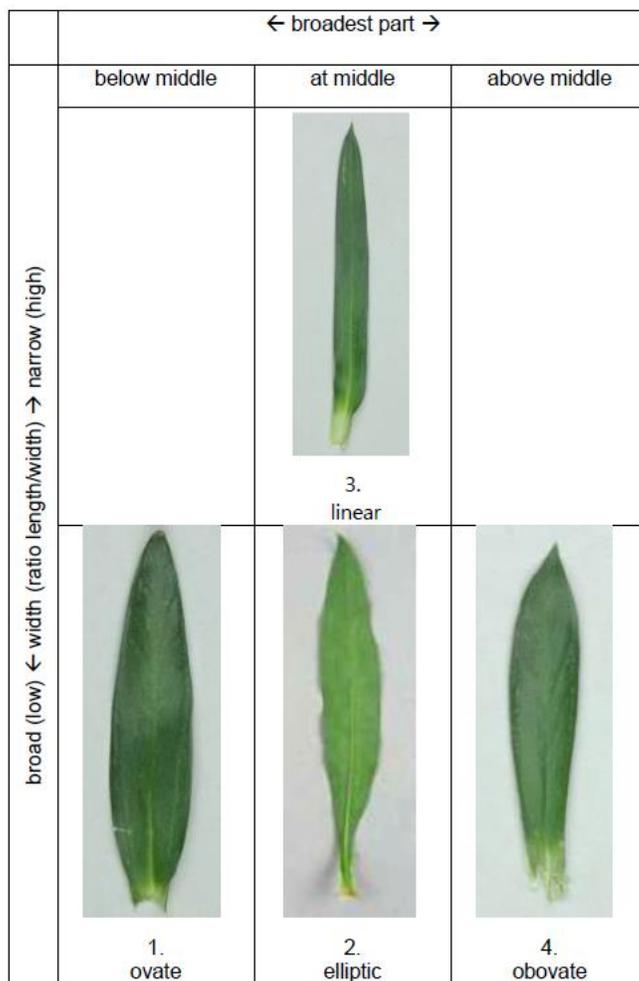 ← broadest part →
below middle
at middle
above middle
broad (low) ← width (ratio length/width) → narrow (high)
3.
linear
1.
ovate
2.
elliptic
4.
obovate